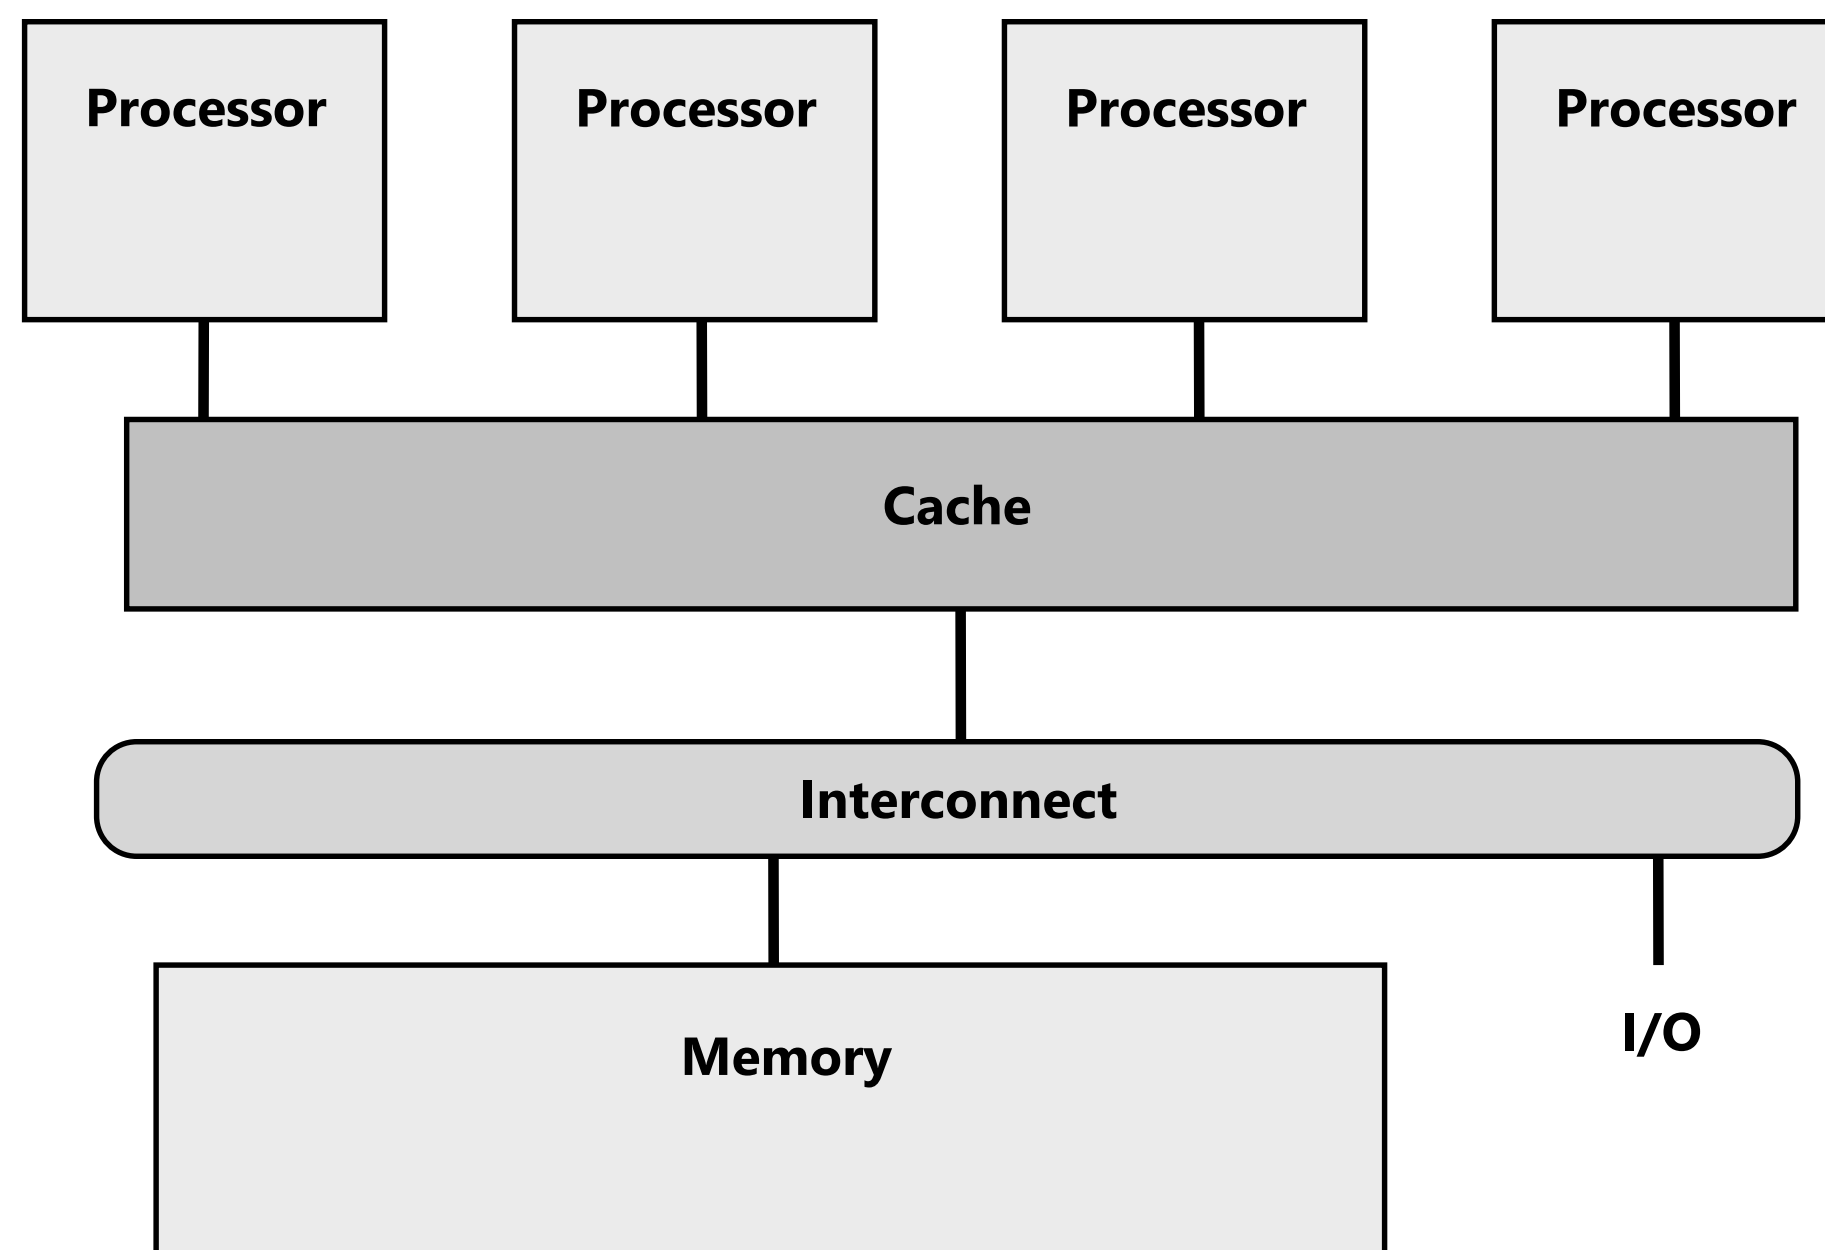 Processor
Processor
Processor
Processor
Cache
Interconnect
Memory
I/O